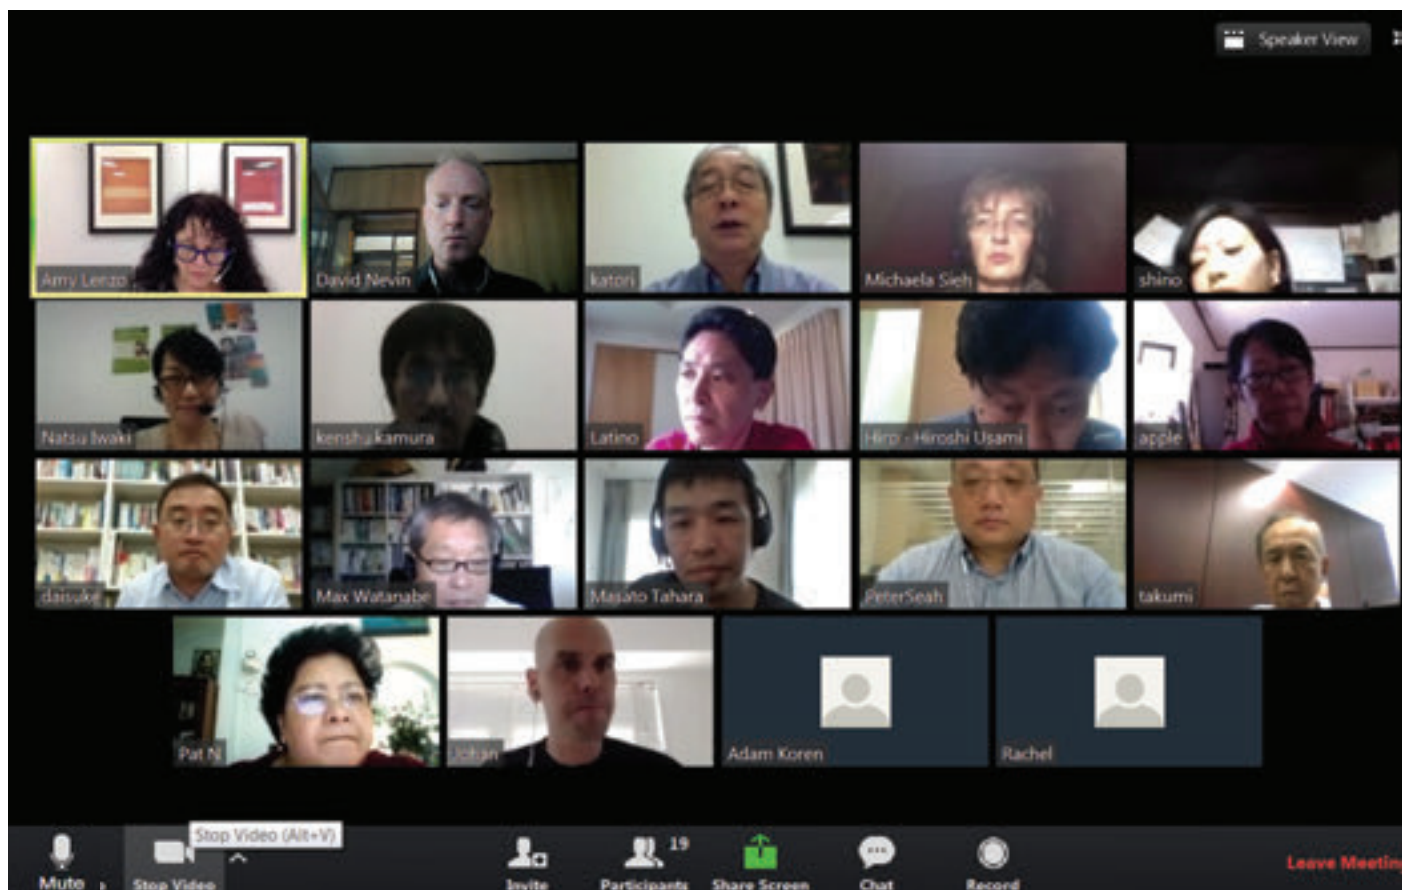 Speaker View
Amy Lenzo
David Nevin
katori
Michaela Sieh
shino
Natsu Iwaki
kenshu kamura
Latino
Hiro - Hiroshi Usami
apple
daisuke
Max Watanabe
Masato Tahara
PeterSeah
takumi
Pat N
Johan
Adam Koren
Rachel
Stop Video (Alt+V)
Mute
Stop Video
Invite
Participants 19
Share Screen
Chat
Record
Leave Meeting